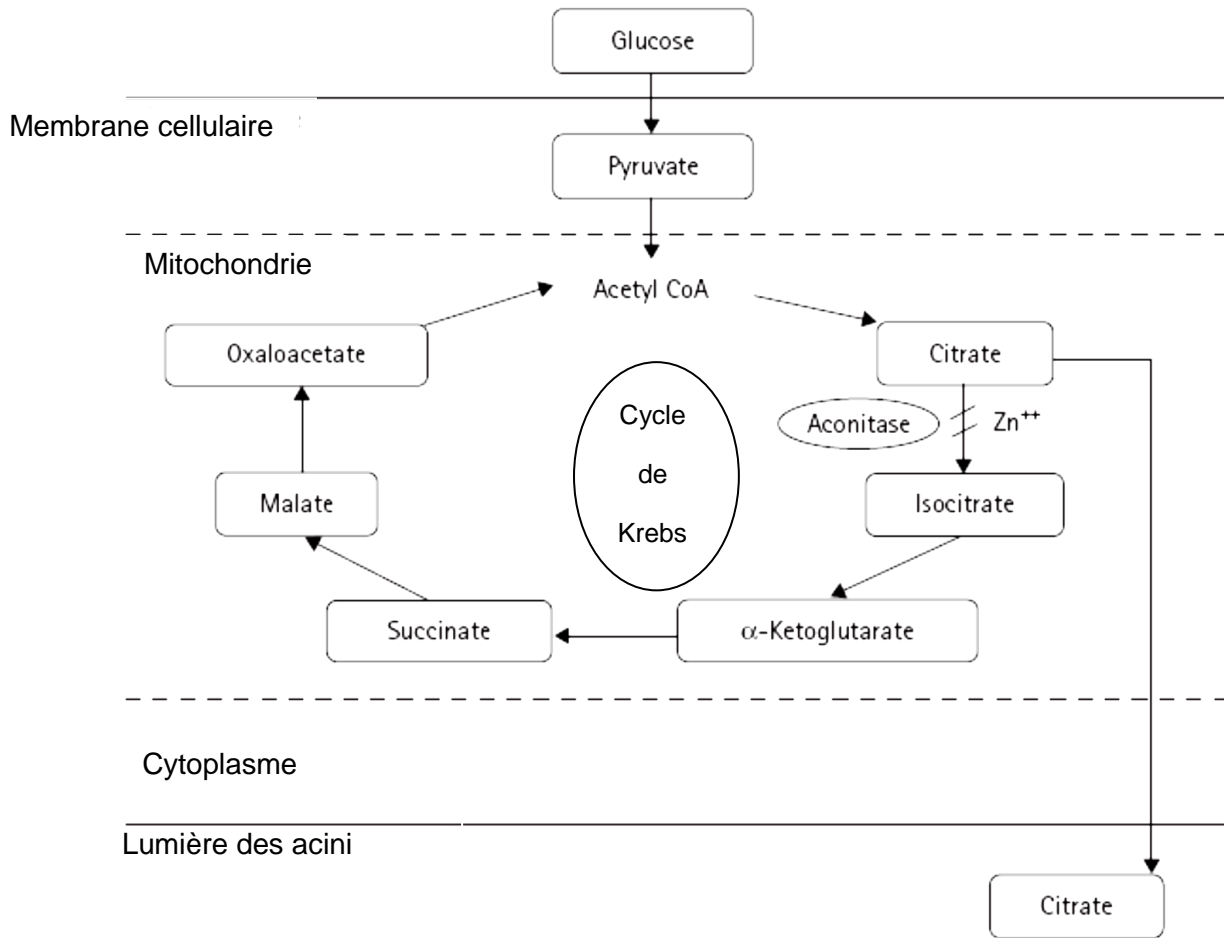 Glucose
Membrane cellulaire
Pyruvate
Mitochondrie
Acetyl CoA
Oxaloacetate
Citrate
Cycle
de
Krebs
Aconitase
Zn⁺⁺
Malate
Isocitrate
Succinate
α-Ketoglutarate
Cytoplasme
Lumière des acini
Citrate